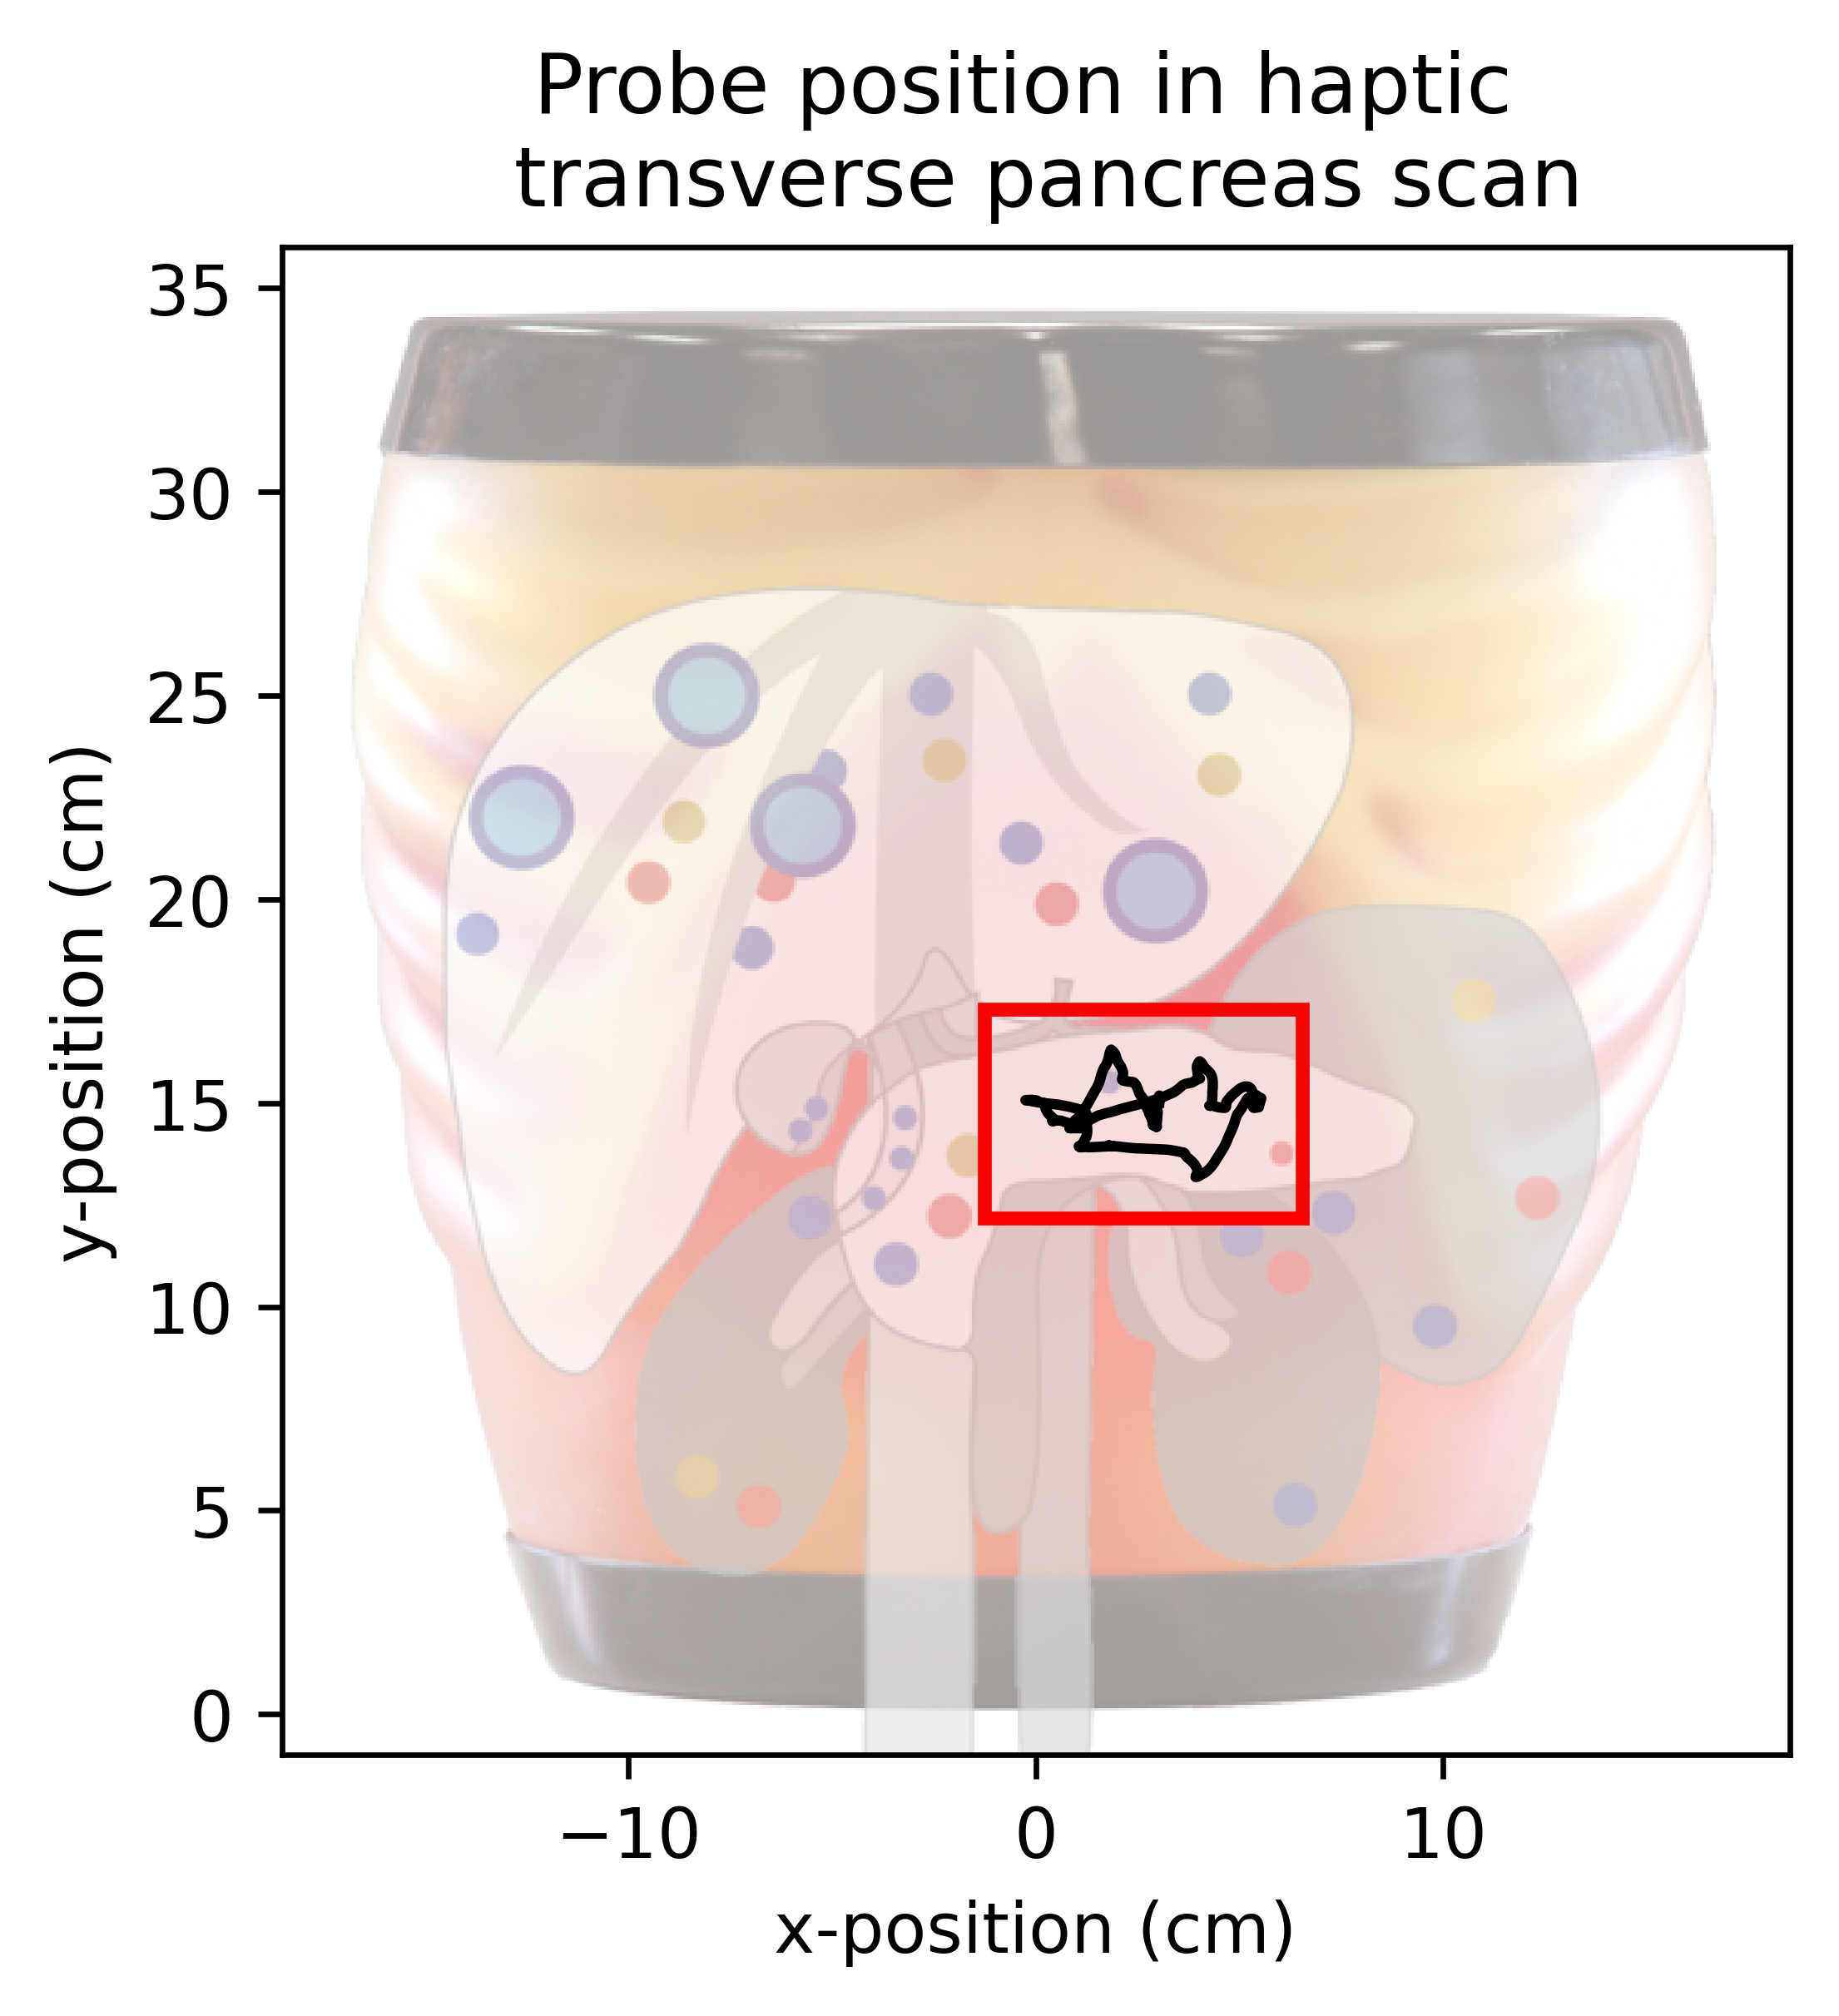 Probe position in haptic
transverse pancreas scan
35
30
25
20
15
10
5
0
y-position (cm)
−10
0
10
x-position (cm)